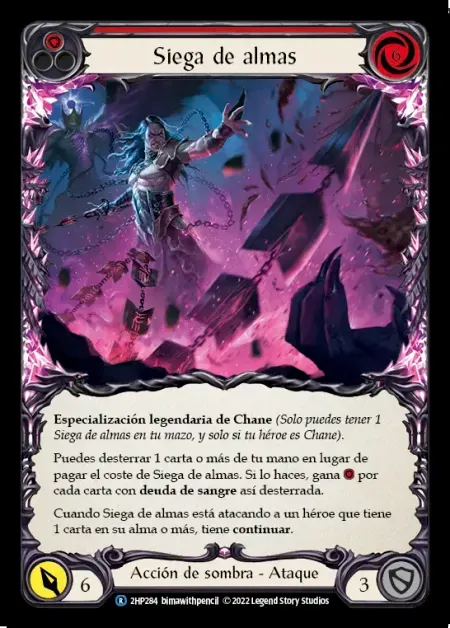 Siega de almas
6
Especialización legendaria de Chane (Solo puedes tener 1
Siega de almas en tu mazo, y solo si tu héroe es Chane).
Puedes desterrar 1 carta o más de tu mano en lugar de
pagar el coste de Siega de almas. Si lo haces, gana por
cada carta con deuda de sangre así desterrada.
Cuando Siega de almas está atacando a un héroe que tiene
1 carta en su alma o más, tiene continuar.
6
Acción de sombra - Ataque
3
R 2HP284 bimawithpencil © 2022 Legend Story Studios